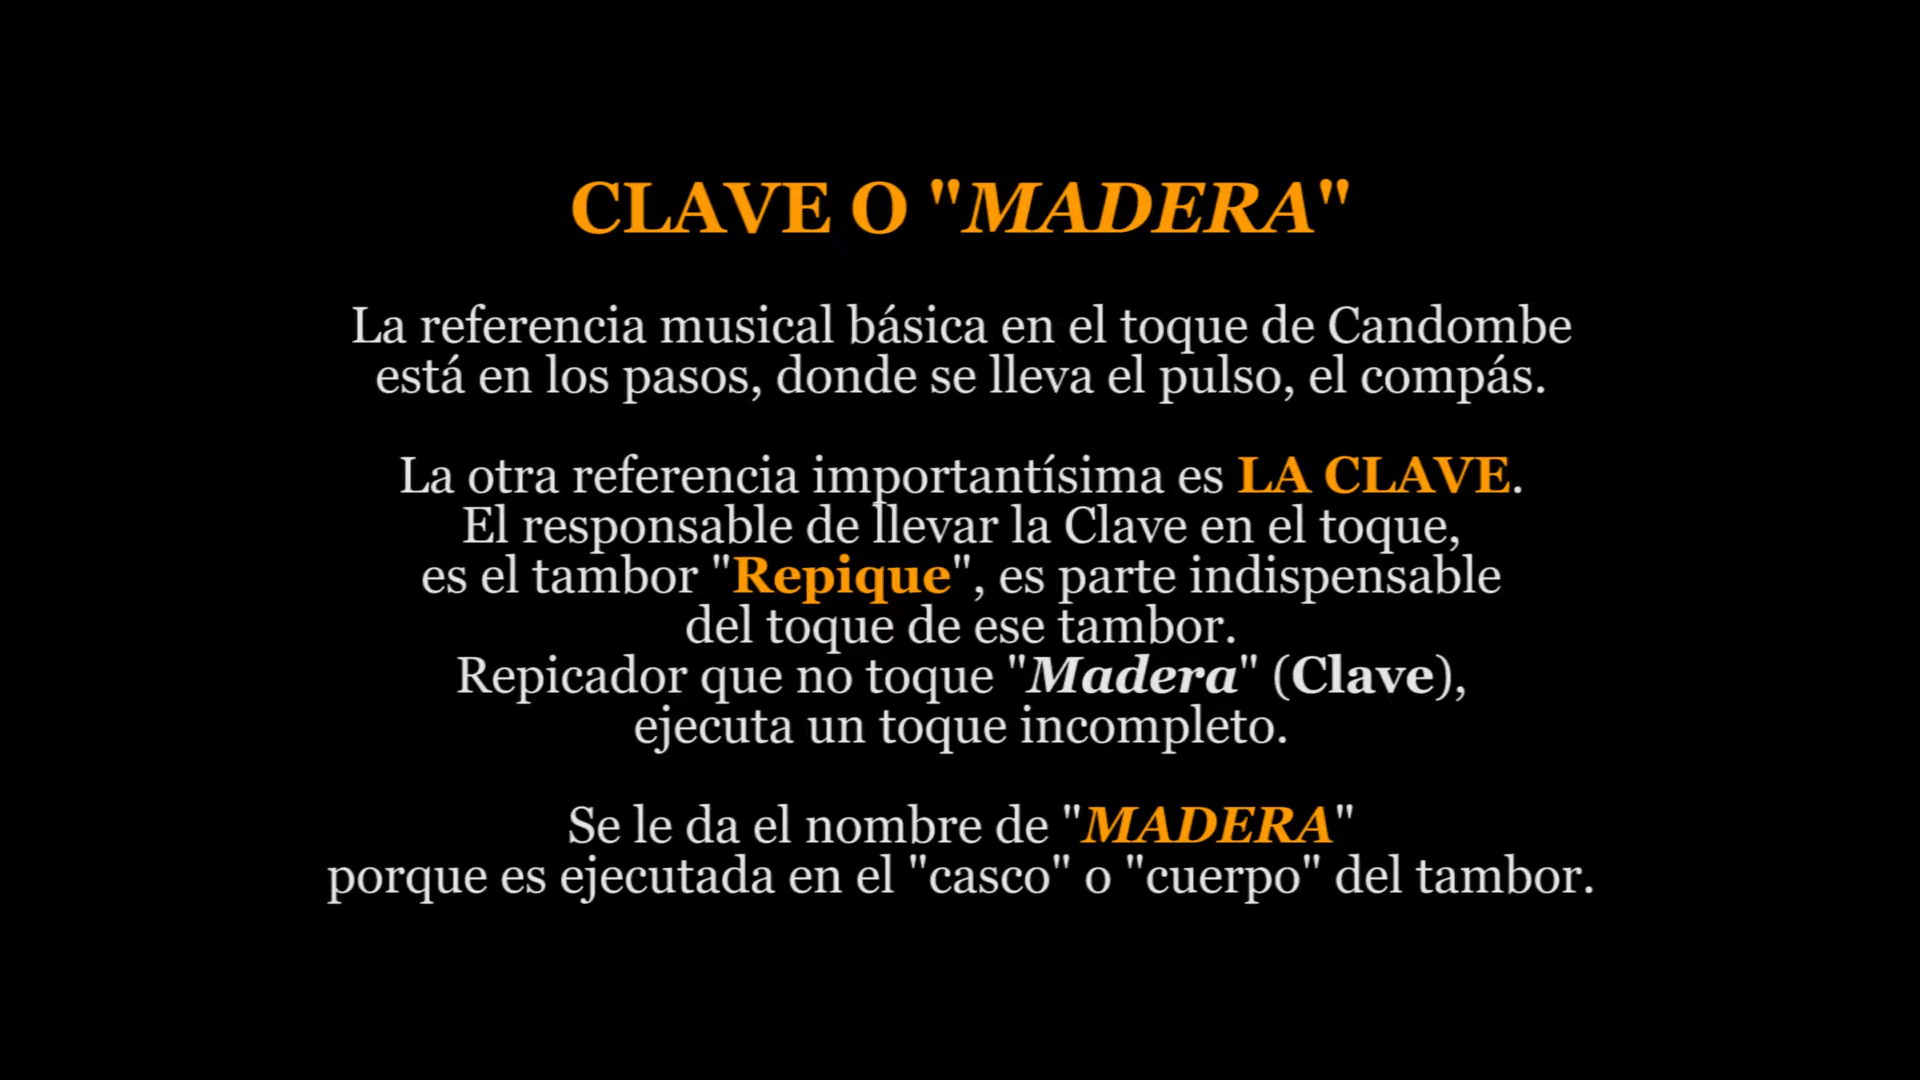 CLAVE O "MADERA"
La referencia musical básica en el toque de Candombe
está en los pasos, donde se lleva el pulso, el compás.
La otra referencia importantísima es LA CLAVE.
El responsable de llevar la Clave en el toque,
es el tambor "Repique", es parte indispensable
del toque de ese tambor.
Repicador que no toque "Madera" (Clave),
ejecuta un toque incompleto.
Se le da el nombre de "MADERA"
porque es ejecutada en el "casco" o "cuerpo" del tambor.